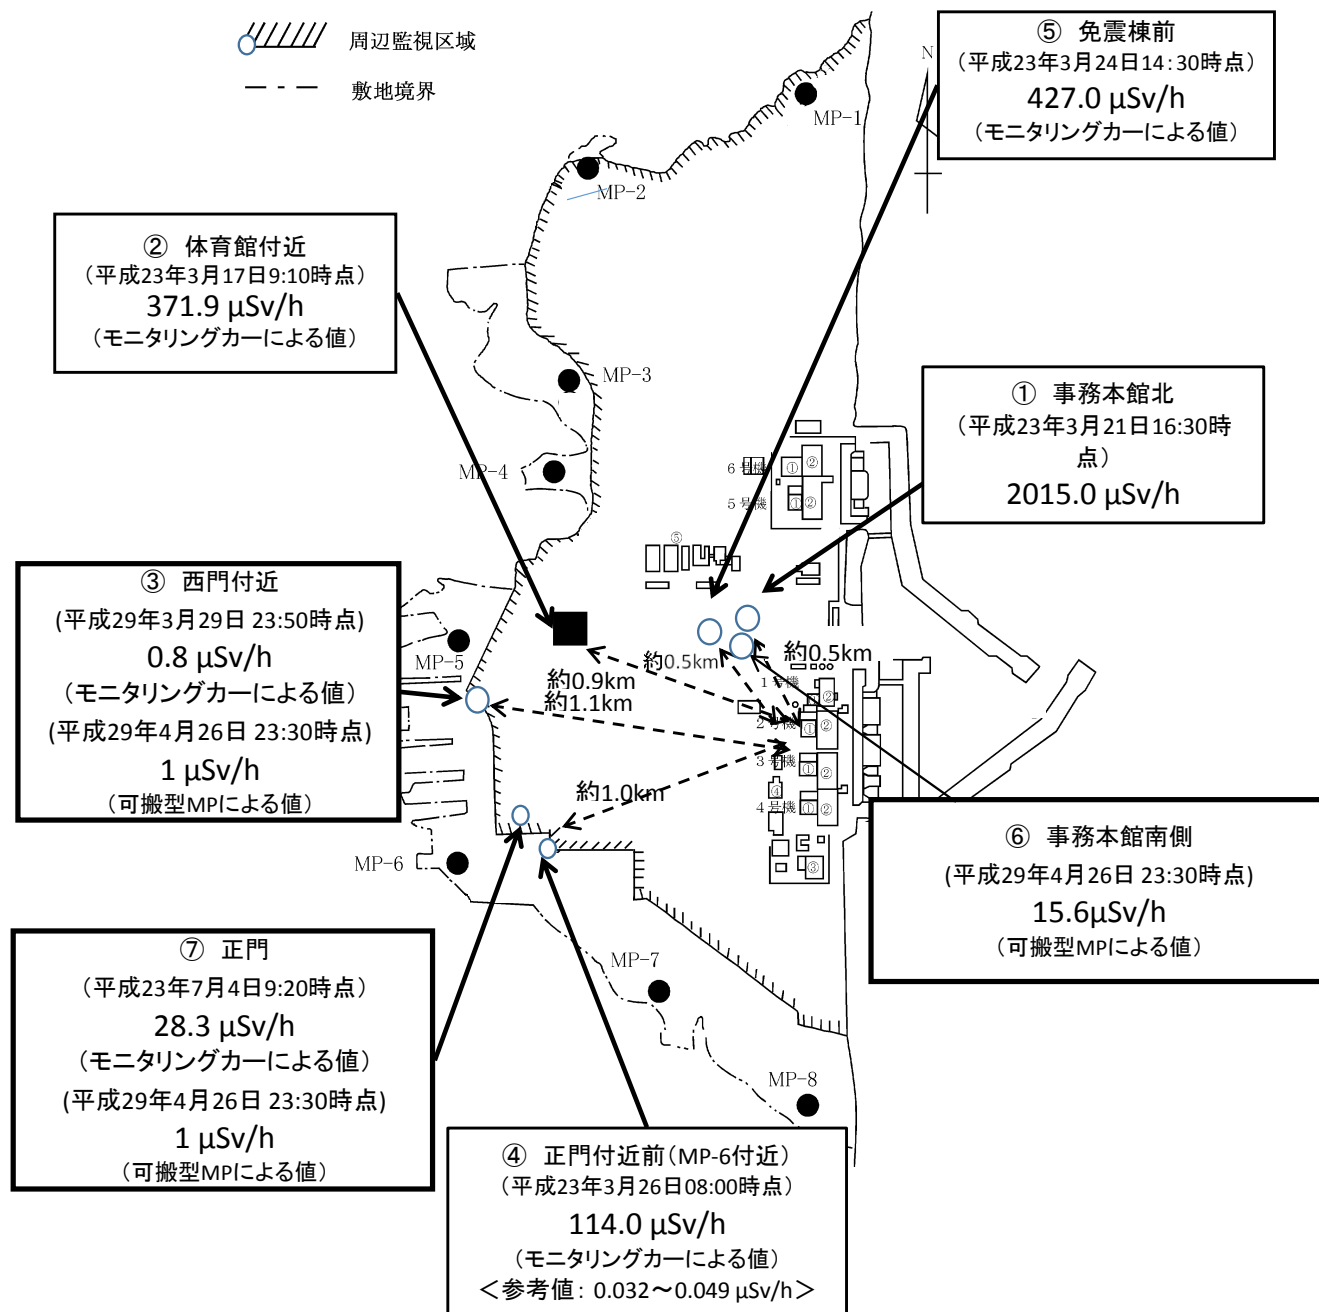 周辺監視区域
敷地境界
⑤ 免震棟前
(平成23年3月24日14:30時点)
427.0 μSv/h
(モニタリングカーによる値)
N
MP-1
MP-2
② 体育館付近
(平成23年3月17日9:10時点)
371.9 μSv/h
(モニタリングカーによる値)
MP-3
① 事務本館北
(平成23年3月21日16:30時
点)
2015.0 μSv/h
MP-4
6号機
①
②
5号機
①
②
⑤
③ 西門付近
(平成29年3月29日 23:50時点)
0.8 μSv/h
(モニタリングカーによる値)
(平成29年4月26日 23:30時点)
1 μSv/h
(可搬型MPによる値)
MP-5
約0.5km
約0.5km
約0.9km
約1.1km
1号機
②
2号機
①
②
3号機
①
②
④
4号機
①
②
③
約1.0km
MP-6
⑥ 事務本館南側
(平成29年4月26日 23:30時点)
15.6μSv/h
(可搬型MPによる値)
⑦ 正門
(平成23年7月4日9:20時点)
28.3 μSv/h
(モニタリングカーによる値)
(平成29年4月26日 23:30時点)
1 μSv/h
(可搬型MPによる値)
MP-7
MP-8
④ 正門付近前(MP-6付近)
(平成23年3月26日08:00時点)
114.0 μSv/h
(モニタリングカーによる値)
<参考値: 0.032~0.049 μSv/h>